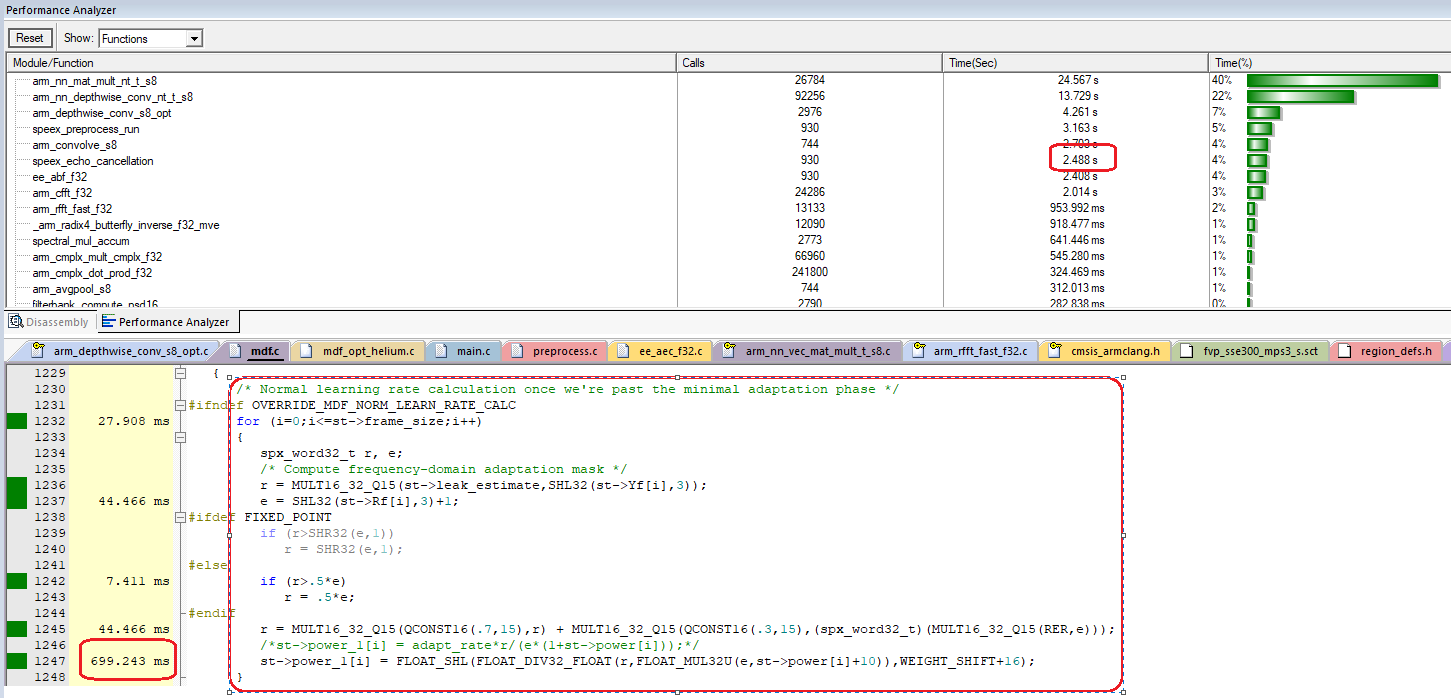 Performance Analyzer
Reset Show: Functions
Module/Function Calls Time(Sec) Time(%)
arm_nn_mat_mult_nt_t_s8 26784 24.567 s 40%
arm_nn_depthwise_conv_nt_t_s8 92256 13.729 s 22%
arm_depthwise_conv_s8_opt 2976 4.261 s 7%
speex_preprocess_run 930 3.163 s 5%
arm_convolve_s8 744 2.703 s 4%
speex_echo_cancellation 930 2.488 s 4%
ee_abf_f32 930 2.408 s 4%
arm_cfft_f32 24286 2.014 s 3%
arm_rfft_fast_f32 13133 953.992 ms 2%
_arm_radix4_butterfly_inverse_f32_mve 12090 918.477 ms 1%
spectral_mul_accum 2773 641.446 ms 1%
arm_cmplx_mult_cmplx_f32 66960 545.280 ms 1%
arm_cmplx_dot_prod_f32 241800 324.469 ms 1%
arm_avgpool_s8 744 312.013 ms 1%
filterbank_compute_psd16 2790 282.838 ms 0%
Disassembly Performance Analyzer
arm_depthwise_conv_s8_opt.c mdf.c mdf_opt_helium.c main.c preprocess.c ee_aec_f32.c arm_nn_vec_mat_mult_t_s8.c arm_rfft_fast_f32.c cmsis_armclang.h fvp_sse300_mps3_s.sct region_defs.h
1229 {
1230 /* Normal learning rate calculation once we're past the minimal adaptation phase */
1231 #ifndef OVERRIDE_MDF_NORM_LEARN_RATE_CALC
1232 27.908 ms for (i=0;i<=st->frame_size;i++)
1233 {
1234 spx_word32_t r, e;
1235 /* Compute frequency-domain adaptation mask */
1236 r = MULT16_32_Q15(st->leak_estimate,SHL32(st->Yf[i],3));
1237 44.466 ms e = SHL32(st->Rf[i],3)+1;
1238 #ifdef FIXED_POINT
1239 if (r>SHR32(e,1))
1240 r = SHR32(e,1);
1241 #else
1242 7.411 ms if (r>.5*e)
1243 r = .5*e;
1244 #endif
1245 44.466 ms r = MULT16_32_Q15(QCONST16(.7,15),r) + MULT16_32_Q15(QCONST16(.3,15),(spx_word32_t)(MULT16_32_Q15(RER,e)));
1246 /*st->power_1[i] = adapt_rate*r/(e*(1+st->power[i]));*/
1247 699.243 ms st->power_1[i] = FLOAT_SHL(FLOAT_DIV32_FLOAT(r,FLOAT_MUL32U(e,st->power[i]+10)),WEIGHT_SHIFT+16);
1248 }